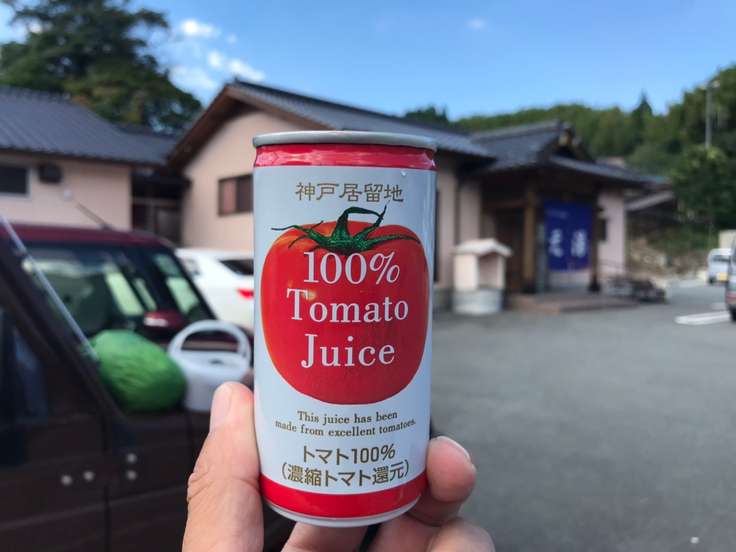 神戸居留地
100%
Tomato
Juice
This juice has been
made from excellent tomatoes.
トマト100%
(濃縮トマト還元)